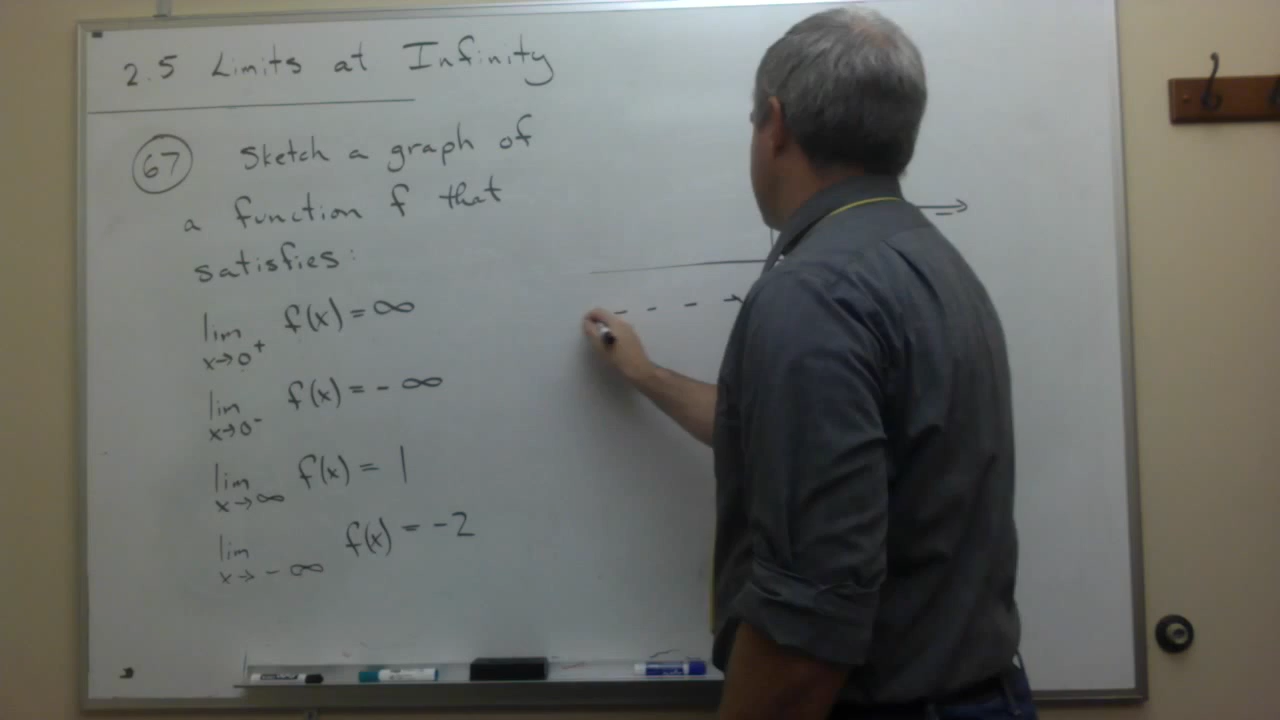 2.5 Limits at Infinity
67 Sketch a graph of
a function f that
satisfies:
lim x→0⁺ f(x) = ∞
lim x→0⁻ f(x) = - ∞
lim x→∞ f(x) = 1
lim x→ - ∞ f(x) = -2